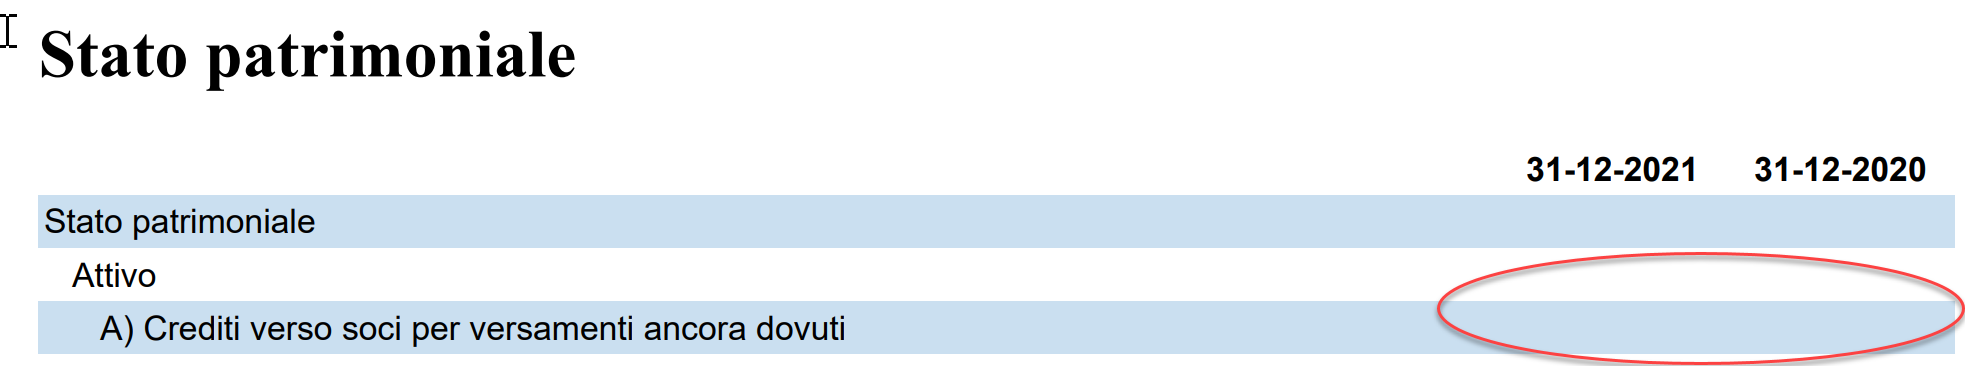 Stato patrimoniale
31-12-2021 31-12-2020
Stato patrimoniale
Attivo
A) Crediti verso soci per versamenti ancora dovuti